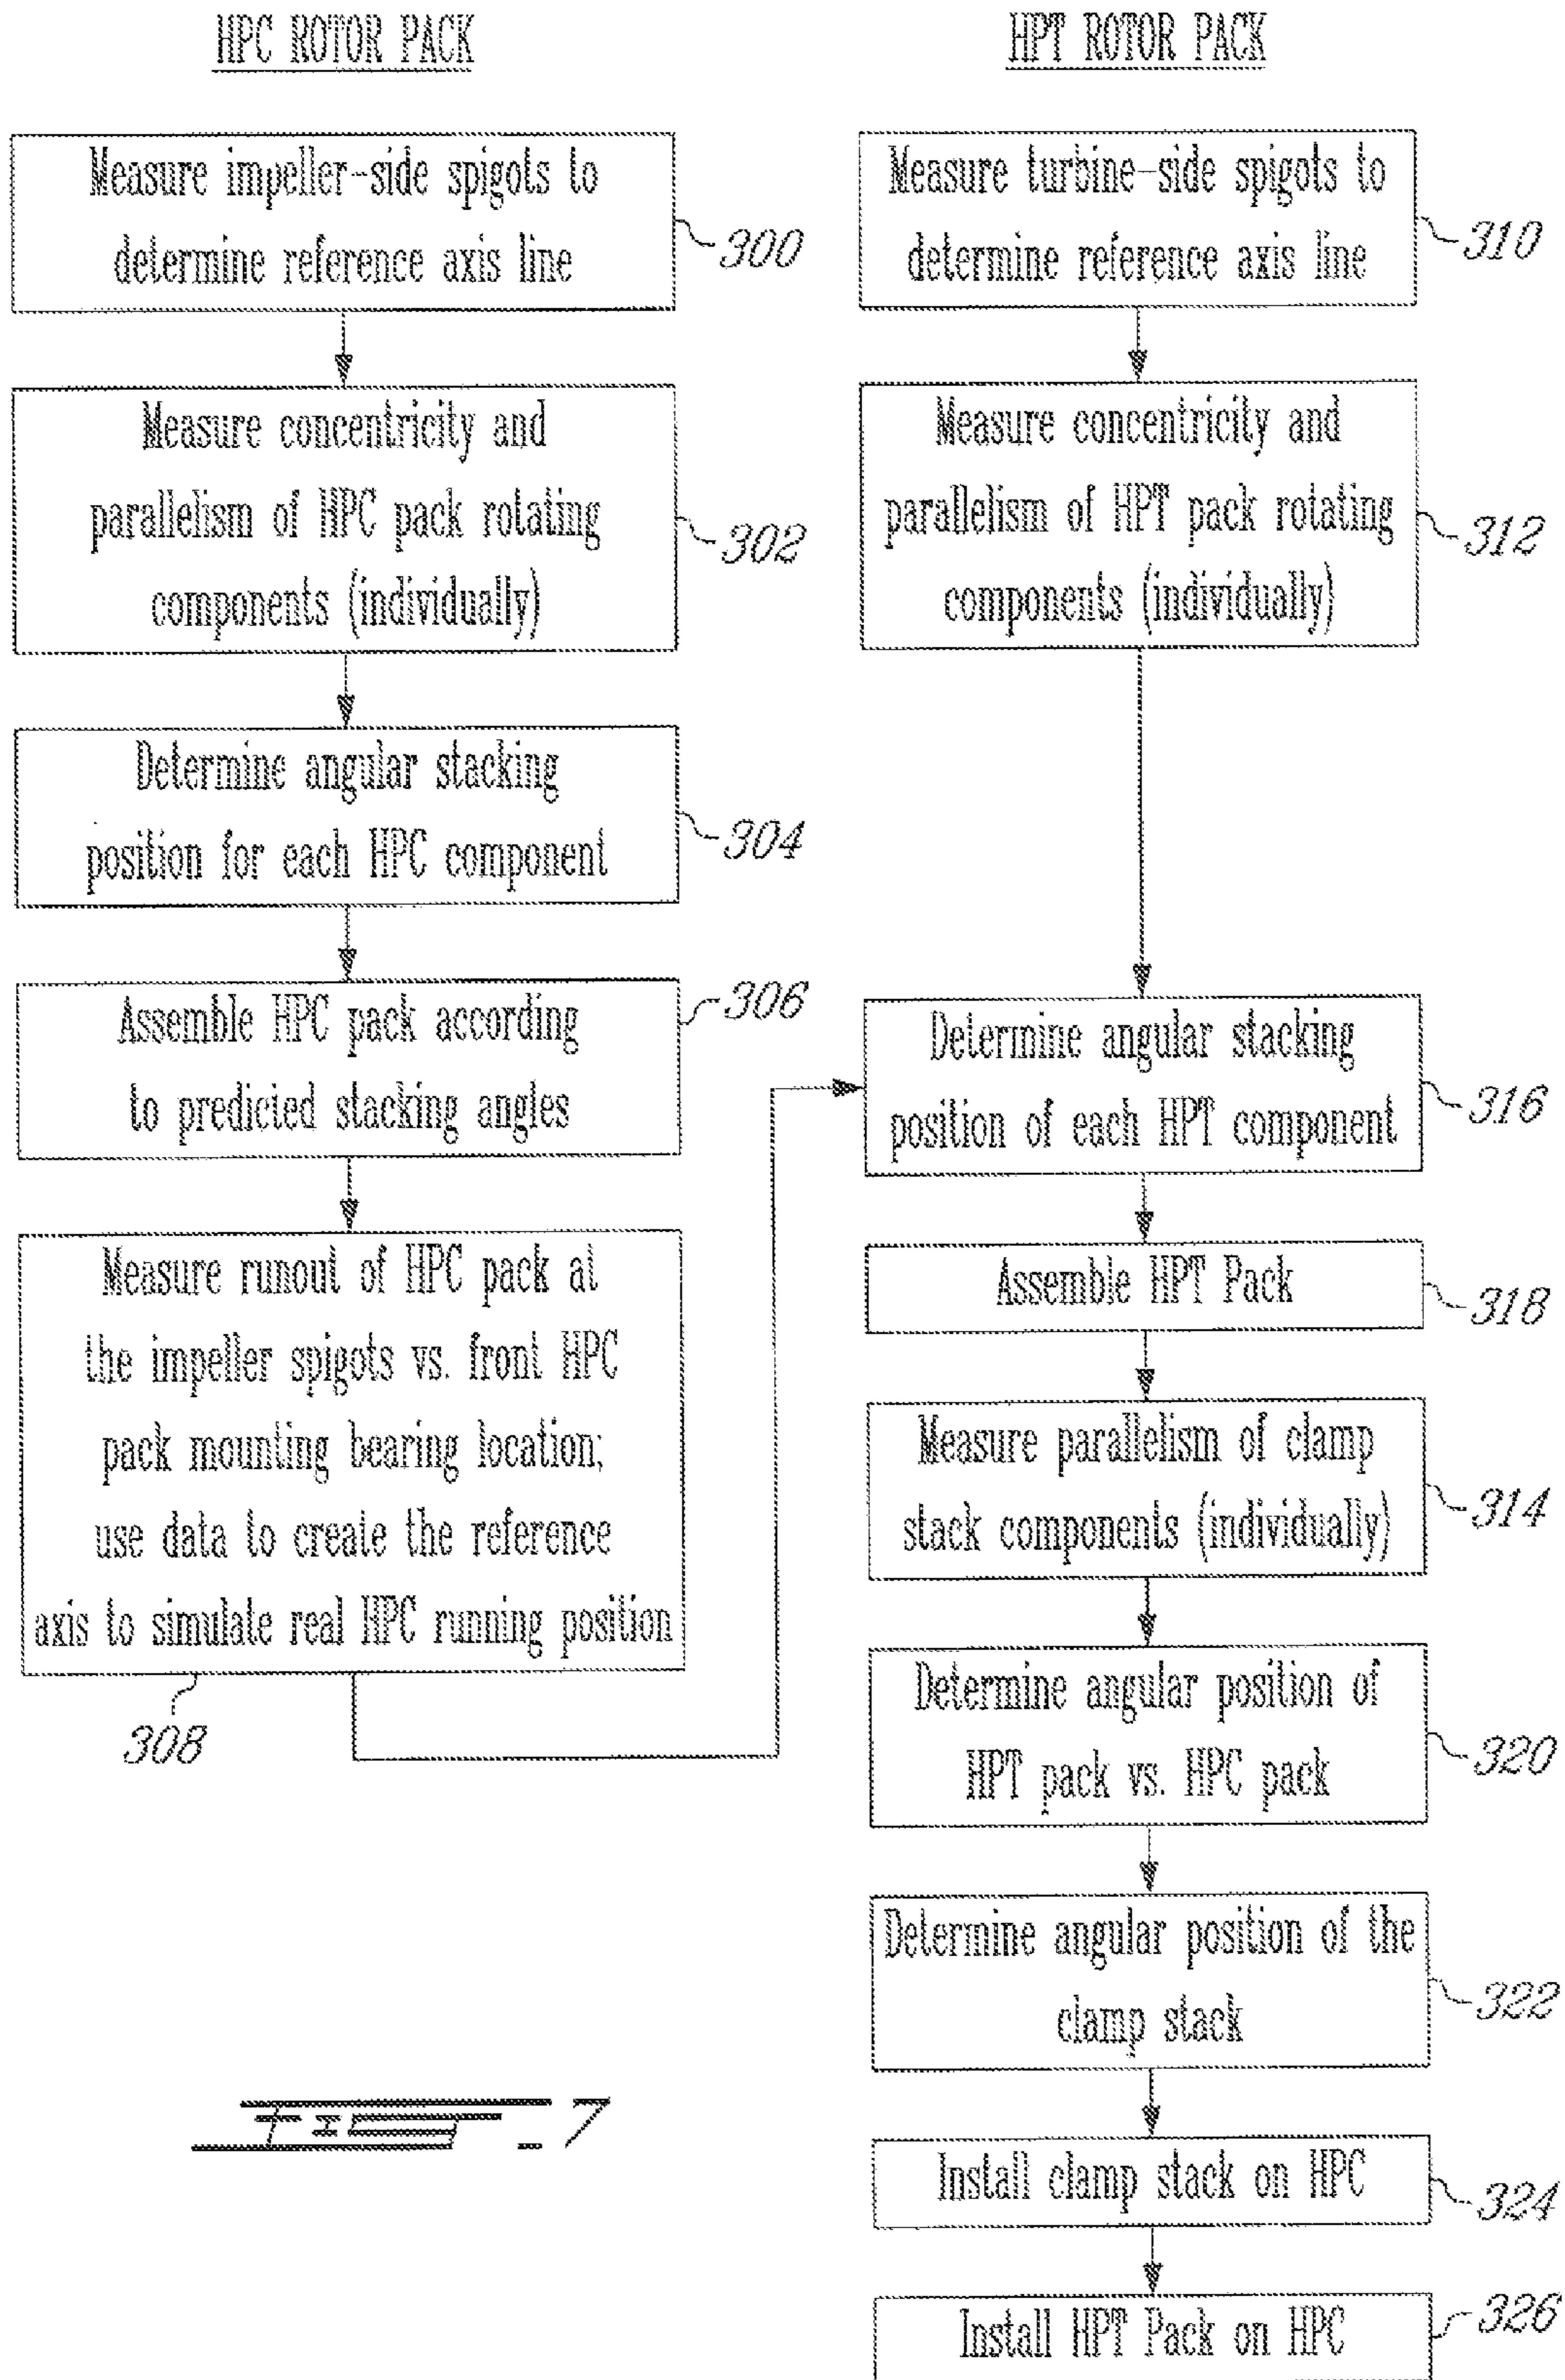 HPC ROTOR PACK
Measure impeller-side spigots to
determine reference axis line
300
Measure concentricity and
parallelism of HPC pack rotating
components (individually)
302
Determine angular stacking
position for each HPC component
304
Assemble HPC pack according
to predicted stacking angles
306
Measure runout of HPC pack at
the impeller spigots vs. front HPC
pack mounting bearing location;
use data to create the reference
axis to simulate real HPC running position
308
HPT ROTOR PACK
Measure turbine-side spigots to
determine reference axis line
310
Measure concentricity and
parallelism of HPT pack rotating
components (individually)
312
Determine angular stacking
position of each HPT component
316
Assemble HPT Pack
318
Measure parallelism of clamp
stack components (individually)
314
Determine angular position of
HPT pack vs. HPC pack
320
Determine angular position of the
clamp stack
322
Install clamp stack on HPC
324
Install HPT Pack on HPC
326
FIG-7